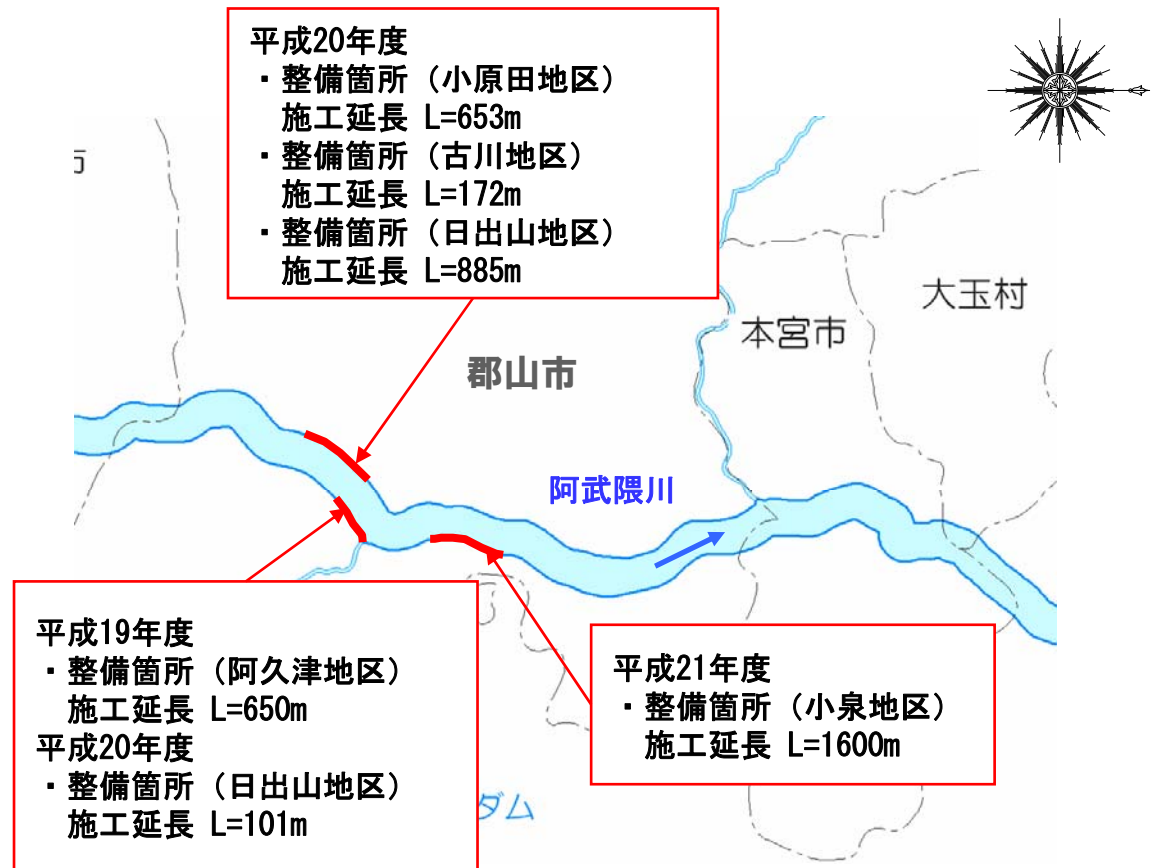 平成20年度
・整備箇所（小原田地区）
施工延長 L=653m
・整備箇所（古川地区）
施工延長 L=172m
・整備箇所（日出山地区）
施工延長 L=885m
大玉村
本宮市
郡山市
阿武隈川
平成19年度
・整備箇所（阿久津地区）
施工延長 L=650m
平成20年度
・整備箇所（日出山地区）
施工延長 L=101m
平成21年度
・整備箇所（小泉地区）
施工延長 L=1600m
ダム